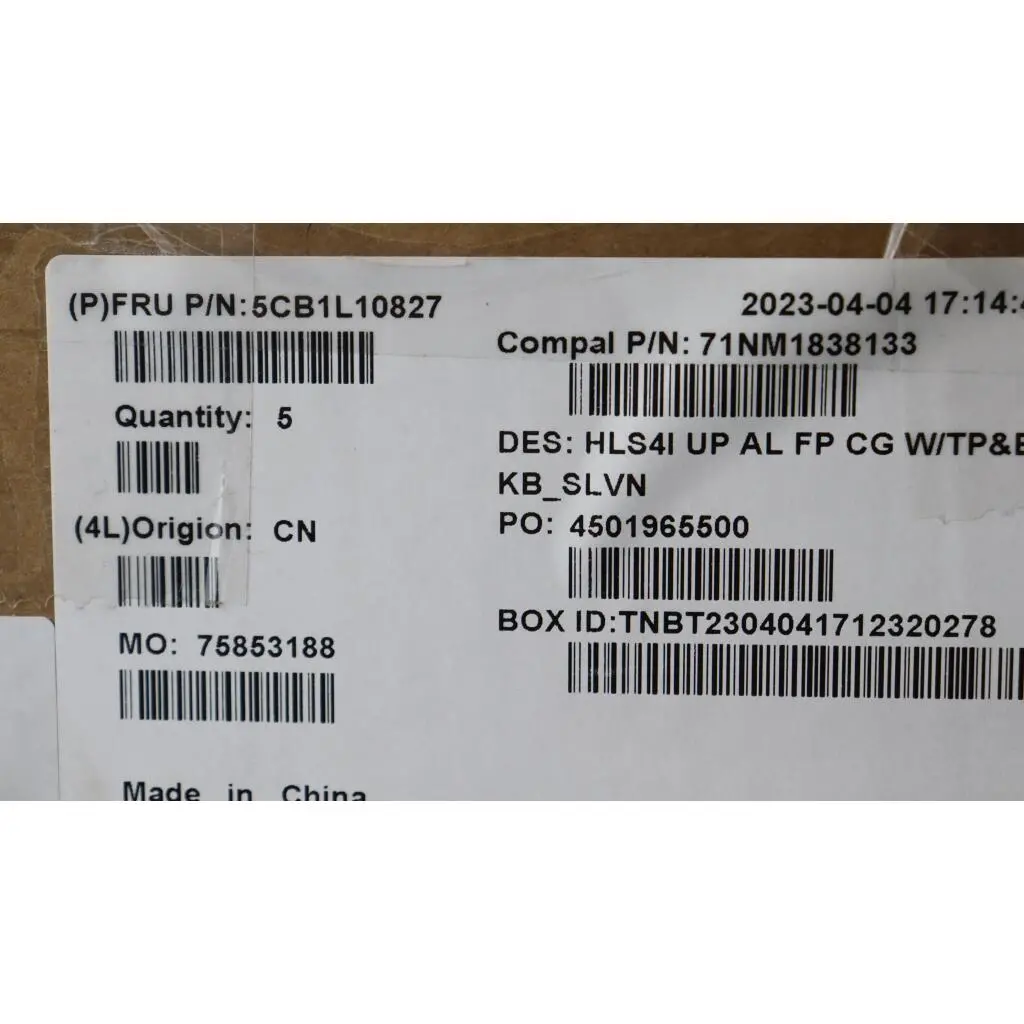 (P)FRU P/N:5CB1L10827
2023-04-04 17:14:4
Compal P/N: 71NM1838133
Quantity: 5
DES: HLS4I UP AL FP CG W/TP&B
KB_SLVN
(4L)Origion: CN
PO: 4501965500
BOX ID:TNBT2304041712320278
MO: 75853188
Made in China